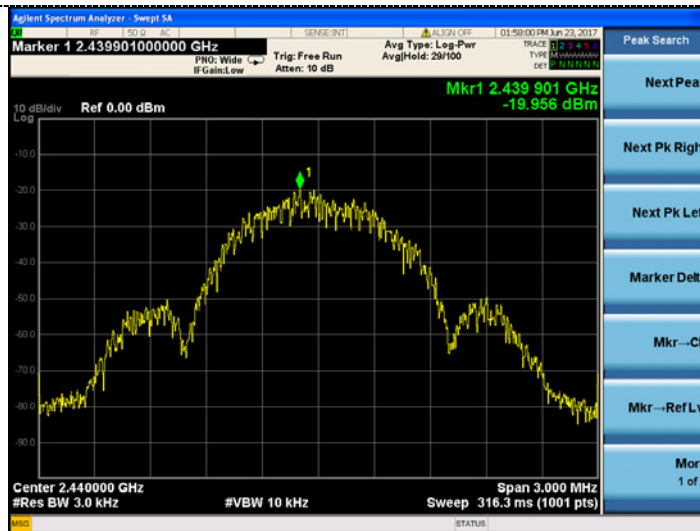 Agilent Spectrum Analyzer - Swept SA
RF 50 Ω AC SENSE:INT ALIGN OFF 01:58:00 PM Jun 23, 2017
Marker 1 2.439901000000 GHz
PNO: Wide
IFGain:Low
Trig: Free Run
Atten: 10 dB
Avg Type: Log-Pwr
Avg|Hold: 29/100
TRACE 1 2 3 4 5 6
TYPE M
DET P N N N N N
Mkr1 2.439 901 GHz
-19.956 dBm
10 dB/div Ref 0.00 dBm
Log
-10.0
-20.0
-30.0
-40.0
-50.0
-60.0
-70.0
-80.0
-90.0
1
Center 2.440000 GHz Span 3.000 MHz
#Res BW 3.0 kHz #VBW 10 kHz Sweep 316.3 ms (1001 pts)
MSG STATUS
Peak Search
Next Pea
Next Pk Righ
Next Pk Lef
Marker Delt
Mkr→C
Mkr→Ref Lv
Mor
1 of